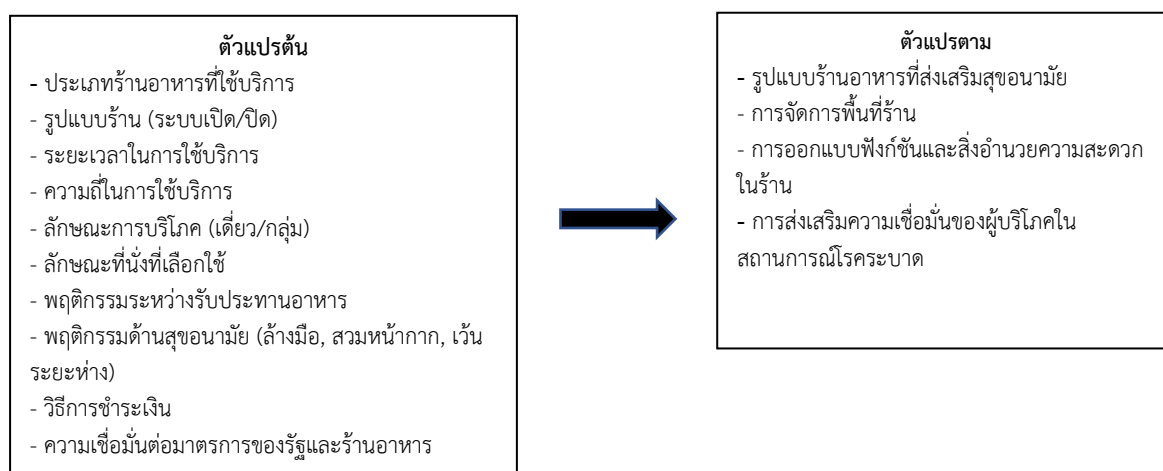 ตัวแปรต้น
- ประเภทร้านอาหารที่ใช้บริการ
- รูปแบบร้าน (ระบบเปิด/ปิด)
- ระยะเวลาในการใช้บริการ
- ความถี่ในการใช้บริการ
- ลักษณะการบริโภค (เดี่ยว/กลุ่ม)
- ลักษณะที่นั่งที่เลือกใช้
- พฤติกรรมระหว่างรับประทานอาหาร
- พฤติกรรมด้านสุขอนามัย (ล้างมือ, สวมหน้ากาก, เว้น
ระยะห่าง)
- วิธีการชำระเงิน
- ความเชื่อมั่นต่อมาตรการของรัฐและร้านอาหาร
ตัวแปรตาม
- รูปแบบร้านอาหารที่ส่งเสริมสุขอนามัย
- การจัดการพื้นที่ร้าน
- การออกแบบฟังก์ชันและสิ่งอำนวยความสะดวก
ในร้าน
- การส่งเสริมความเชื่อมั่นของผู้บริโภคใน
สถานการณ์โรคระบาด